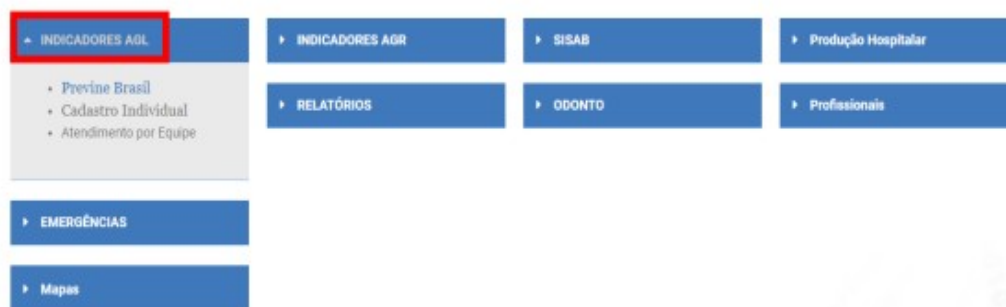 INDICADORES AGL
INDICADORES AGR
SISAB
Produção Hospitalar
Previne Brasil
Cadastro Individual
Atendimento por Equipe
RELATÓRIOS
ODONTO
Profissionais
EMERGÊNCIAS
Mapas